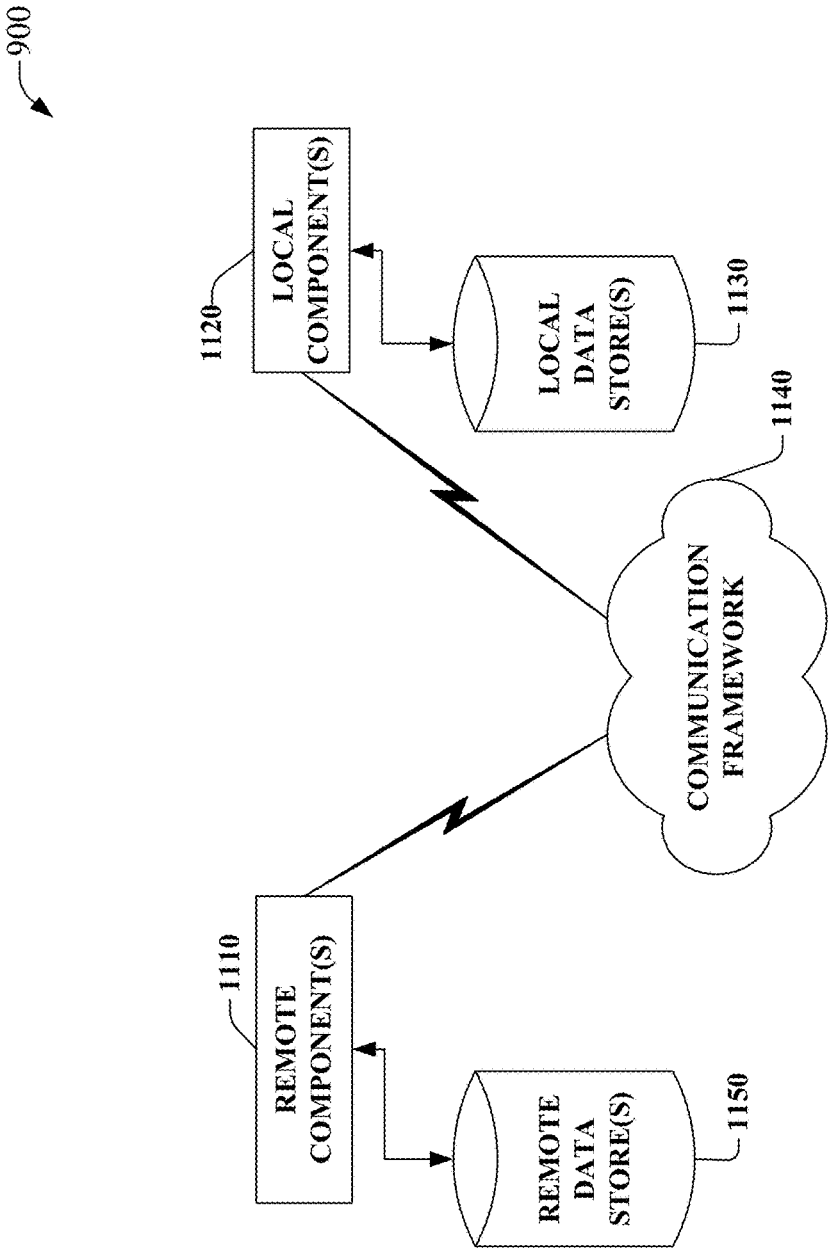 900
1110
REMOTE
COMPONENT(S)
1120
LOCAL
COMPONENT(S)
REMOTE
DATA
STORE(S)
1150
LOCAL
DATA
STORE(S)
1130
COMMUNICATION
FRAMEWORK
1140